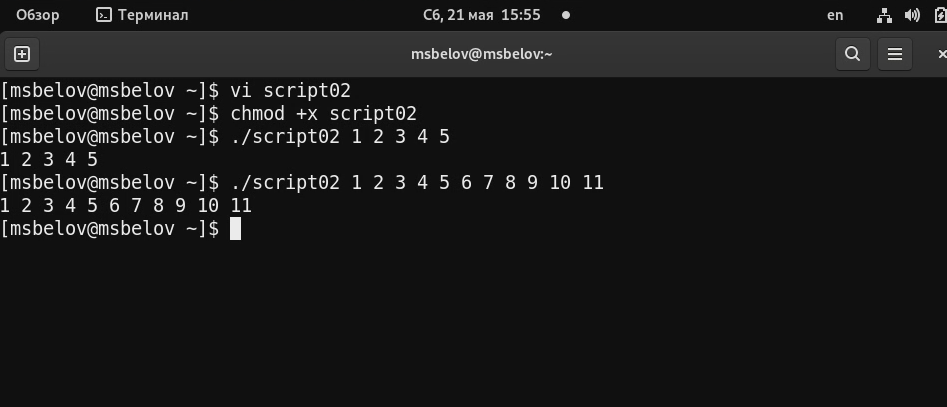 Обзор Терминал Сб, 21 мая 15:55 en
msbelov@msbelov:~
[msbelov@msbelov ~]$ vi script02
[msbelov@msbelov ~]$ chmod +x script02
[msbelov@msbelov ~]$ ./script02 1 2 3 4 5
1 2 3 4 5
[msbelov@msbelov ~]$ ./script02 1 2 3 4 5 6 7 8 9 10 11
1 2 3 4 5 6 7 8 9 10 11
[msbelov@msbelov ~]$